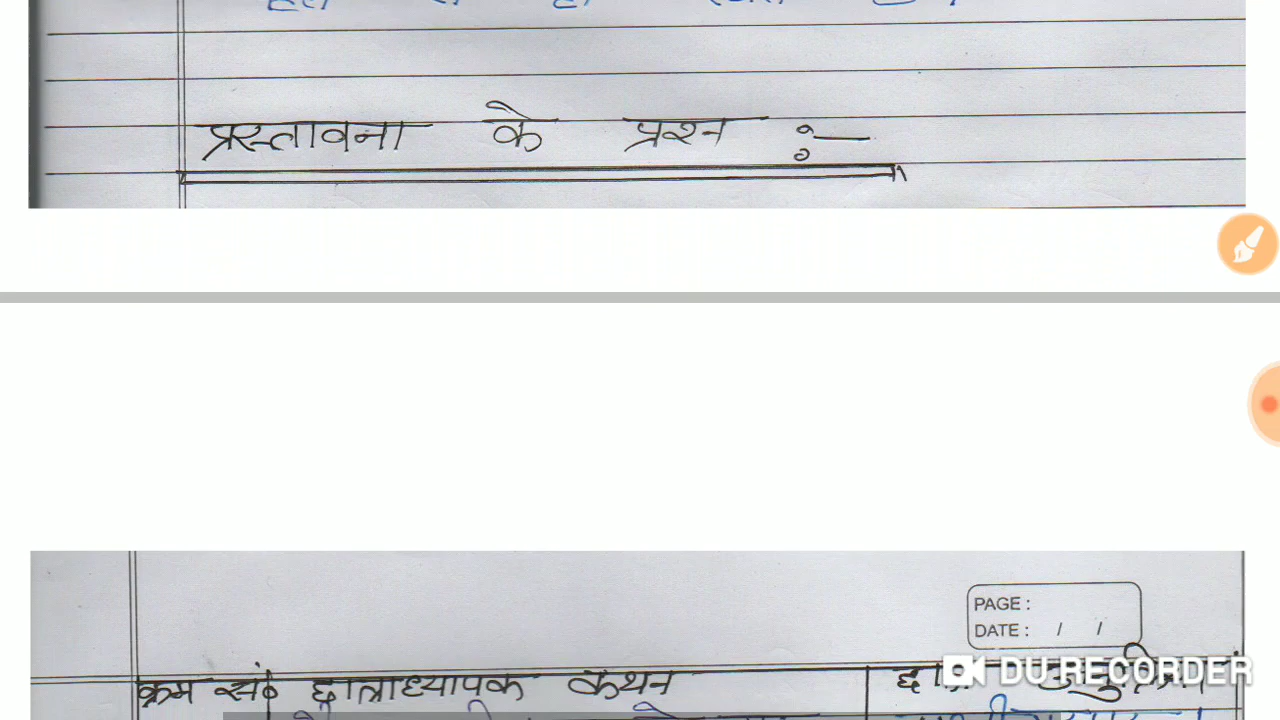 प्रस्तावना के प्रश्न :-
PAGE :
DATE : / /
DU RECORDER
क्रम सं० छात्राध्यापक कथन